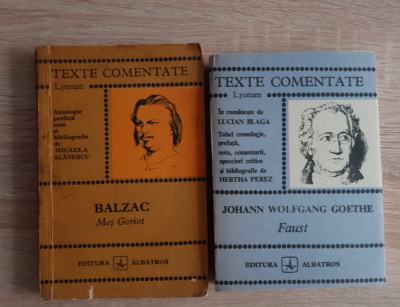 TEXTE COMENTATE
Lyceum
Antologie
prefață
note
și
bibliografie
de
MICAELA
SLĂVESCU
BALZAC
Moș Goriot
EDITURA ALBATROS
TEXTE COMENTATE
Lyceum
În românește de
LUCIAN BLAGA
Tabel cronologic,
prefață,
note, comentarii,
aprecieri critice
și bibliografie de
HERTHA PEREZ
JOHANN WOLFGANG GOETHE
Faust
EDITURA ALBATROS